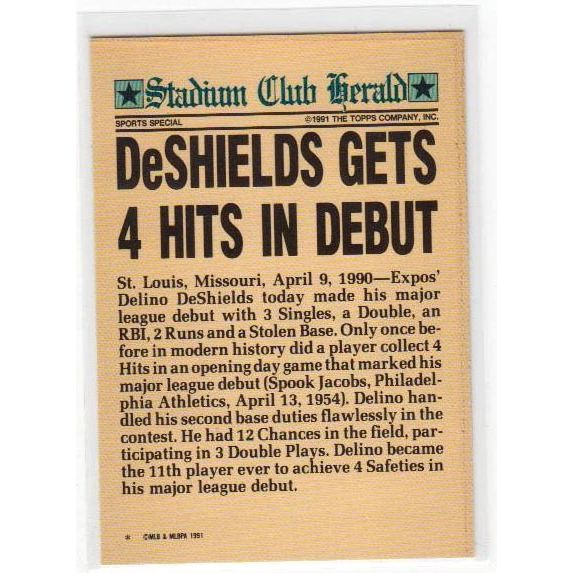 Stadium Club Herald
SPORTS SPECIAL ©1991 THE TOPPS COMPANY, INC.
DeSHIELDS GETS
4 HITS IN DEBUT
St. Louis, Missouri, April 9, 1990—Expos'
Delino DeShields today made his major
league debut with 3 Singles, a Double, an
RBI, 2 Runs and a Stolen Base. Only once be-
fore in modern history did a player collect 4
Hits in an opening day game that marked his
major league debut (Spook Jacobs, Philadel-
phia Athletics, April 13, 1954). Delino han-
dled his second base duties flawlessly in the
contest. He had 12 Chances in the field, par-
ticipating in 3 Double Plays. Delino became
the 11th player ever to achieve 4 Safeties in
his major league debut.
* ©MLB & MLBPA 1991